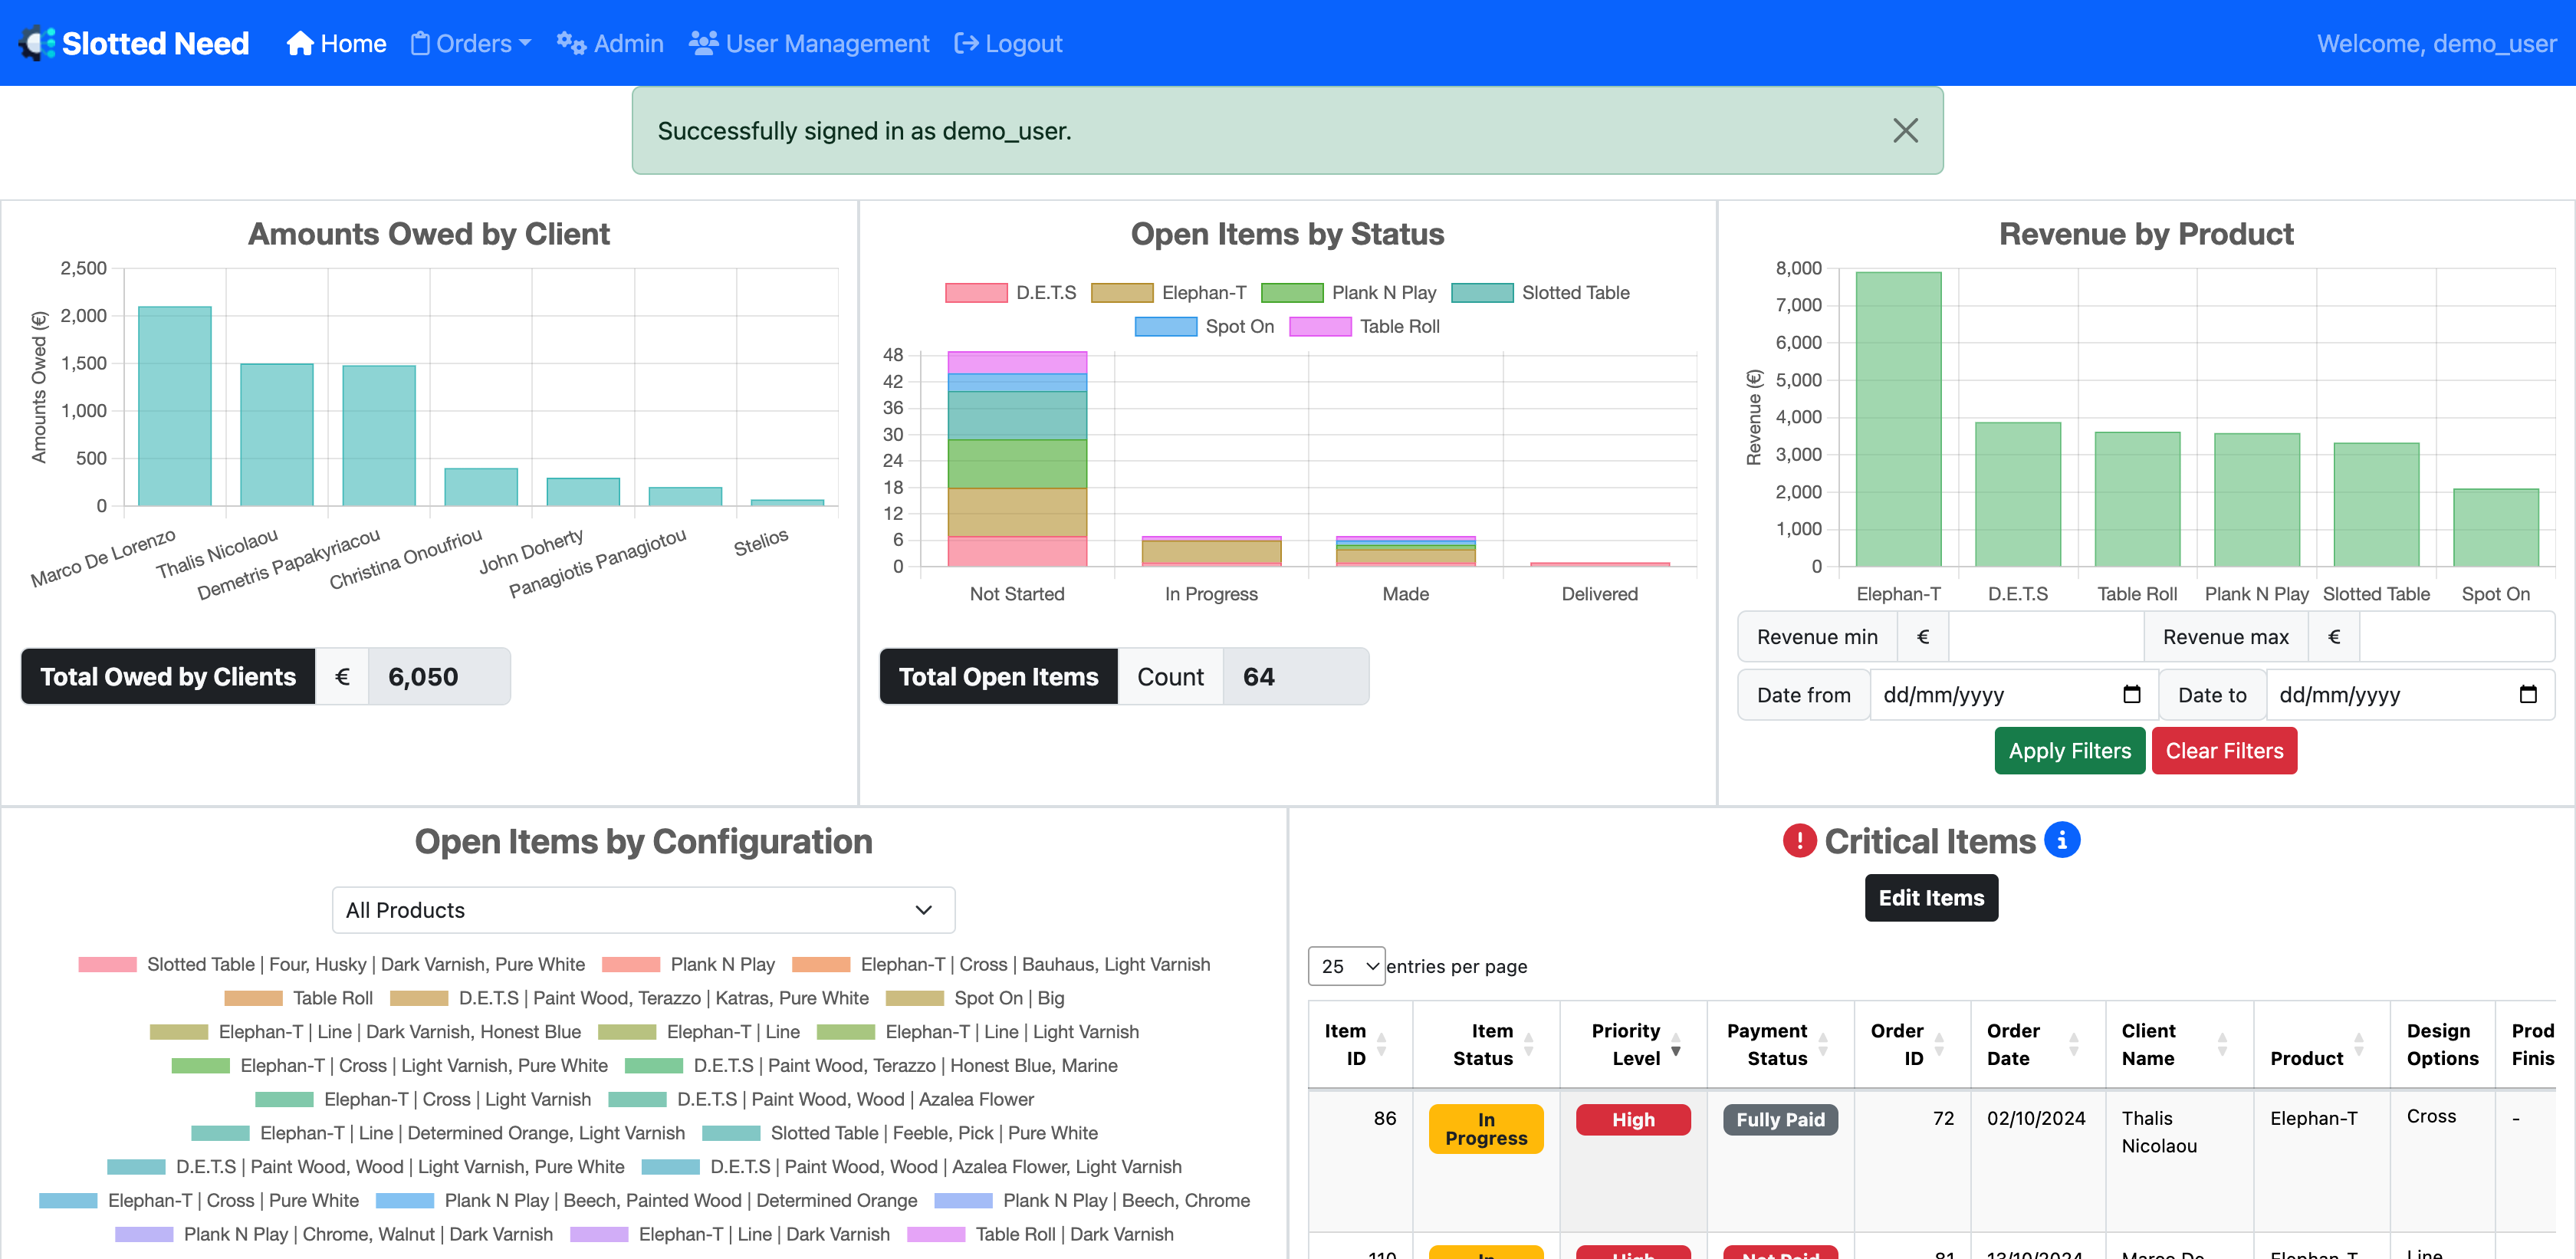 Slotted Need Home Orders Admin User Management Logout Welcome, demo_user
Successfully signed in as demo_user.
Amounts Owed by Client
Amounts Owed (€)
2,500
2,000
1,500
1,000
500
0
Marco De Lorenzo
Thalis Nicolaou
Demetris Papakyriacou
Christina Onoufriou
John Doherty
Panagiotis Panagiotou
Stelios
Total Owed by Clients € 6,050
Open Items by Status
D.E.T.S Elephan-T Plank N Play Slotted Table
Spot On Table Roll
48
42
36
30
24
18
12
6
0
Not Started In Progress Made Delivered
Total Open Items Count 64
Revenue by Product
Revenue (€)
8,000
7,000
6,000
5,000
4,000
3,000
2,000
1,000
0
Elephan-T D.E.T.S Table Roll Plank N Play Slotted Table Spot On
Revenue min € Revenue max €
Date from dd/mm/yyyy Date to dd/mm/yyyy
Apply Filters Clear Filters
Open Items by Configuration
All Products
Slotted Table | Four, Husky | Dark Varnish, Pure White Plank N Play Elephan-T | Cross | Bauhaus, Light Varnish
Table Roll D.E.T.S | Paint Wood, Terazzo | Katras, Pure White Spot On | Big
Elephan-T | Line | Dark Varnish, Honest Blue Elephan-T | Line Elephan-T | Line | Light Varnish
Elephan-T | Cross | Light Varnish, Pure White D.E.T.S | Paint Wood, Terazzo | Honest Blue, Marine
Elephan-T | Cross | Light Varnish D.E.T.S | Paint Wood, Wood | Azalea Flower
Elephan-T | Line | Determined Orange, Light Varnish Slotted Table | Feeble, Pick | Pure White
D.E.T.S | Paint Wood, Wood | Light Varnish, Pure White D.E.T.S | Paint Wood, Wood | Azalea Flower, Light Varnish
Elephan-T | Cross | Pure White Plank N Play | Beech, Painted Wood | Determined Orange Plank N Play | Beech, Chrome
Plank N Play | Chrome, Walnut | Dark Varnish Elephan-T | Line | Dark Varnish Table Roll | Dark Varnish
Critical Items
Edit Items
25 entries per page
Item Item Priority Payment Order Order Client Design Prod
ID Status Level Status ID Date Name Product Options Finis
86 In Progress High Fully Paid 72 02/10/2024 Thalis Nicolaou Elephan-T Cross -
110 In High Not Paid 81 13/10/2024 Marco De Elephan-T Line